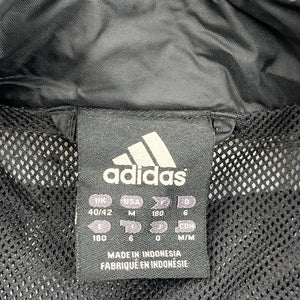 adidas
UK USA F D
40/42 M 180 6
E I J CDN
180 6 O M/M
MADE IN INDONESIA
FABRIQUÉ EN INDONÉSIE